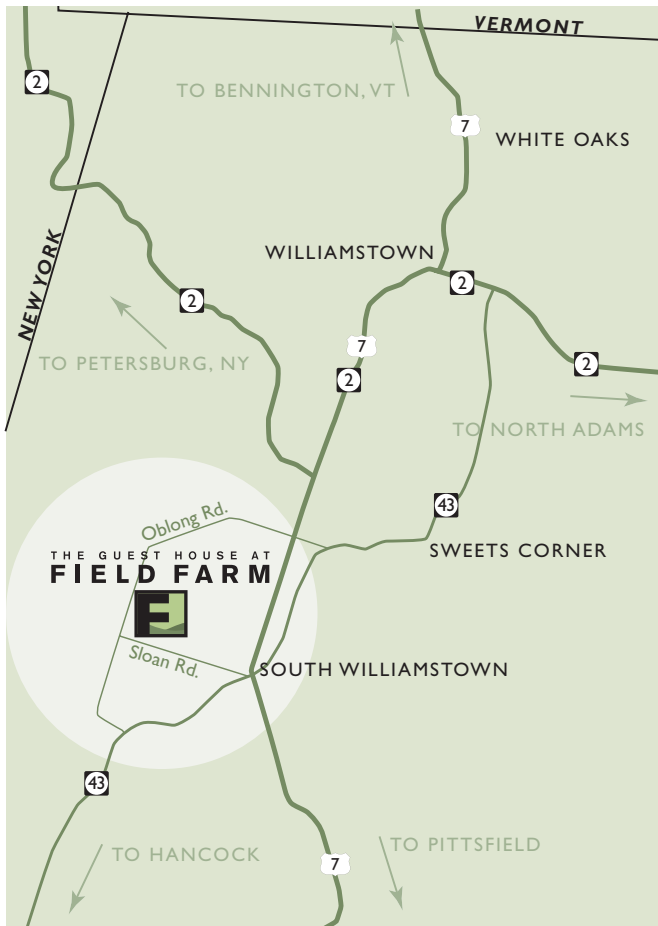 VERMONT
2
TO BENNINGTON, VT
7
WHITE OAKS
NEW YORK
WILLIAMSTOWN
2
2
7
TO PETERSBURG, NY
2
2
TO NORTH ADAMS
43
Oblong Rd.
THE GUEST HOUSE AT
FIELD FARM
F
SWEETS CORNER
Sloan Rd.
SOUTH WILLIAMSTOWN
43
TO HANCOCK
7
TO PITTSFIELD